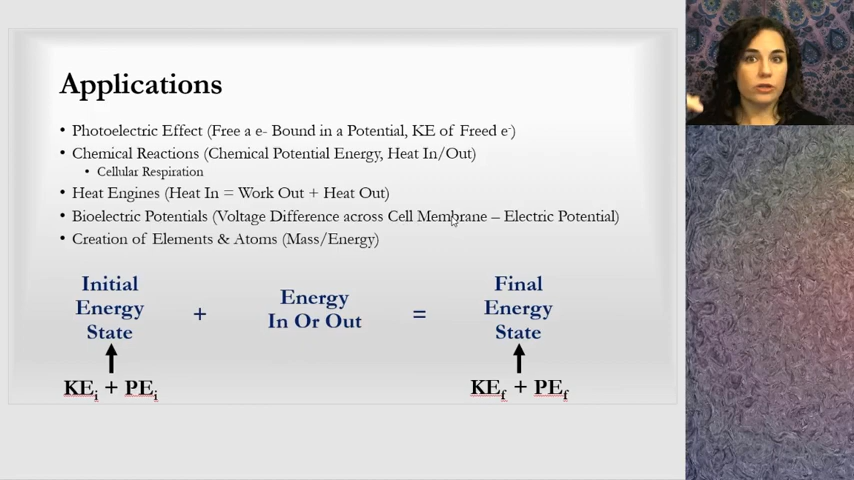 Applications
• Photoelectric Effect (Free a e- Bound in a Potential, KE of Freed e-)
• Chemical Reactions (Chemical Potential Energy, Heat In/Out)
• Cellular Respiration
• Heat Engines (Heat In = Work Out + Heat Out)
• Bioelectric Potentials (Voltage Difference across Cell Membrane – Electric Potential)
• Creation of Elements & Atoms (Mass/Energy)
Initial
Energy
State
+
Energy
In Or Out
=
Final
Energy
State
KEi + PEi
KEf + PEf